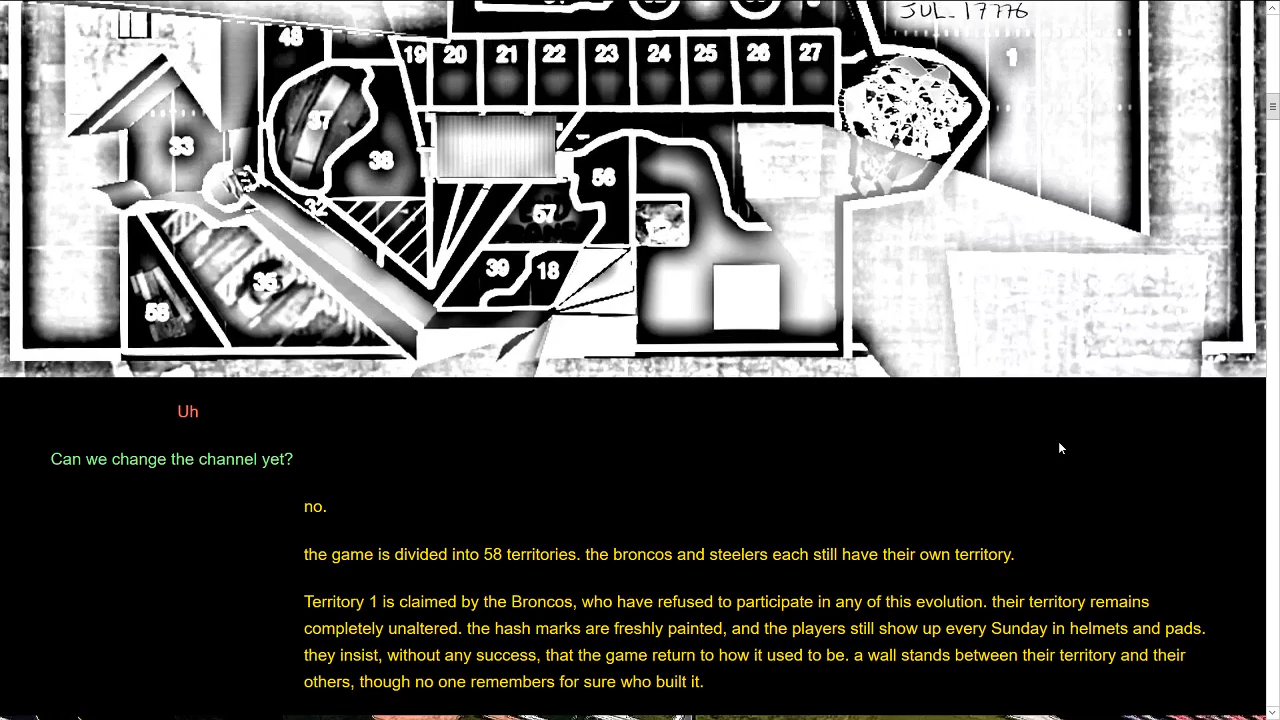 JUL. 17776
48 19 20 21 22 23 24 25 26 27 1
37
33 38
56
32 57
39 18
35
58
Uh
Can we change the channel yet?
no.
the game is divided into 58 territories. the broncos and steelers each still have their own territory.
Territory 1 is claimed by the Broncos, who have refused to participate in any of this evolution. their territory remains
completely unaltered. the hash marks are freshly painted, and the players still show up every Sunday in helmets and pads.
they insist, without any success, that the game return to how it used to be. a wall stands between their territory and their
others, though no one remembers for sure who built it.